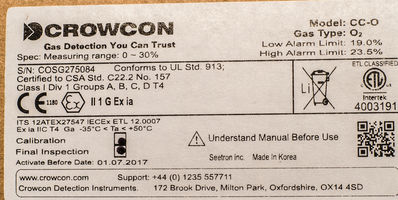 CROWCON
Model: CC-O
Gas Detection You Can Trust
Gas Type: O₂
Spec: Measuring range: 0 ~ 30%
Low Alarm Limit: 19.0%
High Alarm Limit: 23.5%
S/N: COSG275084
Conforms to UL Std. 913;
Certified to CSA Std. C22.2 No. 157
Class I Div 1 Groups A, B, C, D T4
ETL CLASSIFIED
CE 1180 Ex II 1 G Ex ia
Li
ETL
Intertek
4003191
ITS 12ATEX27547 IECEx ETL 12.0007
Ex ia IIC T4 Ga -35°C < Ta < +50°C
Calibration
Final Inspection
Understand Manual Before Use
Activate Before Date 01.07.2017
Seetron Inc. Made In Korea
www.crowcon.com
Support: +44 (0) 1235 557711
Crowcon Detection Instruments.
172 Brook Drive, Milton Park, Oxfordshire, OX14 4SD